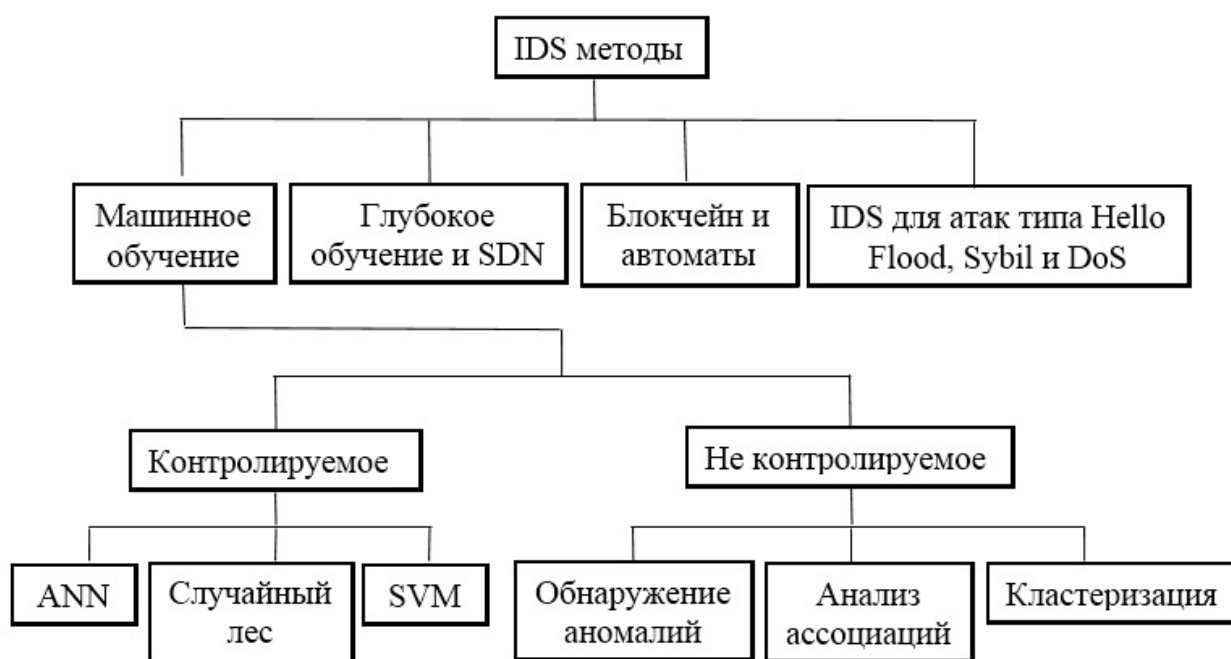 IDS методы
Машинное
обучение
Глубокое
обучение и SDN
Блокчейн и
автоматы
IDS для атак типа Hello
Flood, Sybil и DoS
Контролируемое
Не контролируемое
ANN
Случайный
лес
SVM
Обнаружение
аномалий
Анализ
ассоциаций
Кластеризация